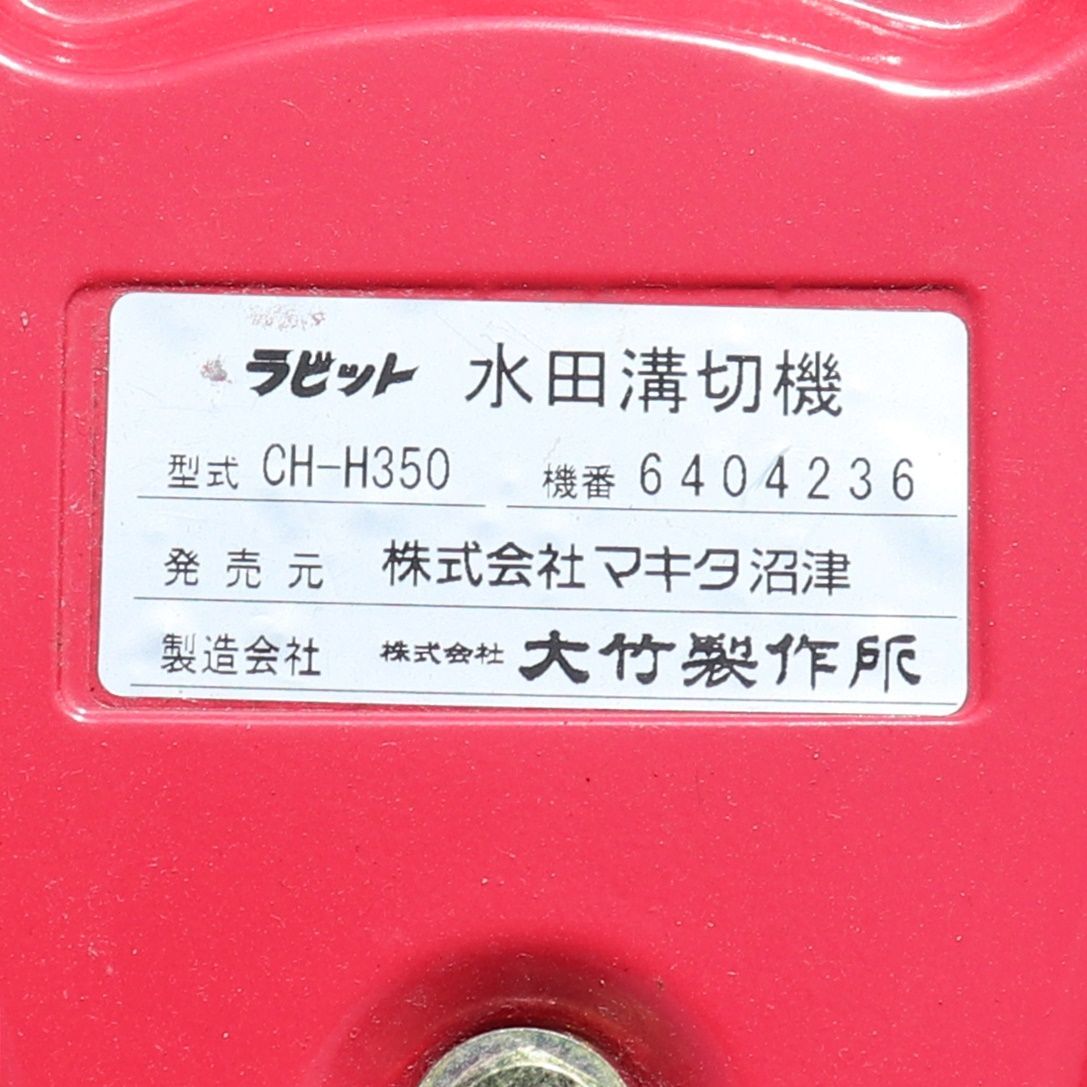 ラビット 水田溝切機
型式 CH-H350 機番 6404236
発売元 株式会社マキタ沼津
製造会社 株式会社 大竹製作所